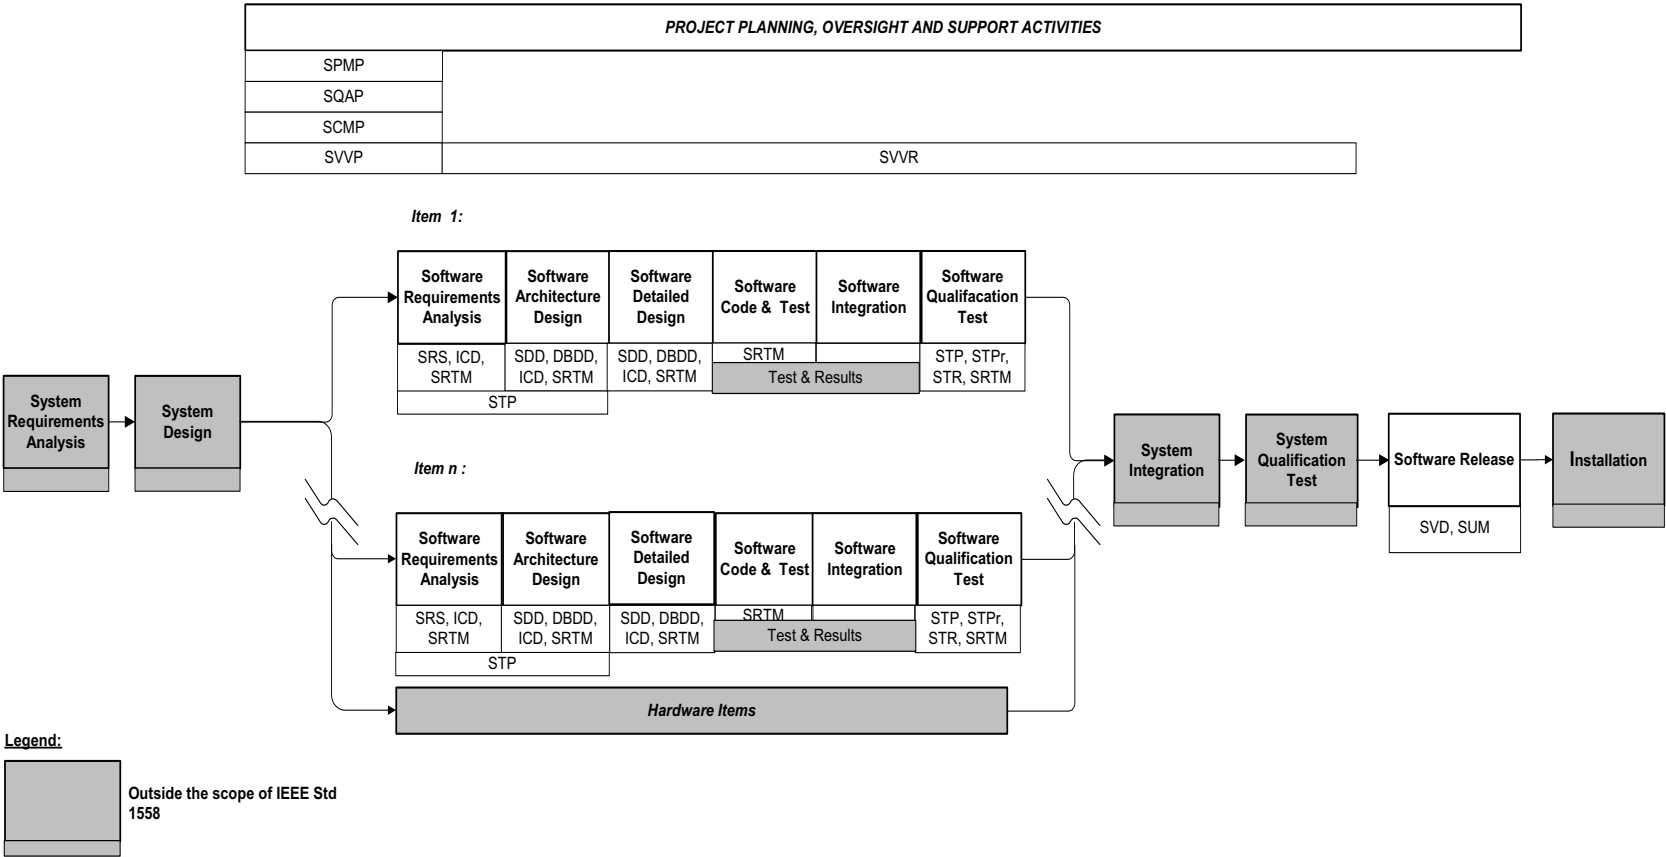 PROJECT PLANNING, OVERSIGHT AND SUPPORT ACTIVITIES
SPMP
SQAP
SCMP
SVVP
SVVR
Item 1:
Software
Requirements
Analysis
Software
Architecture
Design
Software
Detailed
Design
Software
Code & Test
Software
Integration
Software
Qualifacation
Test
SRS, ICD,
SRTM
SDD, DBDD,
ICD, SRTM
SDD, DBDD,
ICD, SRTM
SRTM
Test & Results
STP, STPr,
STR, SRTM
STP
System
Requirements
Analysis
System
Design
Item n :
Software
Requirements
Analysis
Software
Architecture
Design
Software
Detailed
Design
Software
Code & Test
Software
Integration
Software
Qualification
Test
SRS, ICD,
SRTM
SDD, DBDD,
ICD, SRTM
SDD, DBDD,
ICD, SRTM
SRTM
Test & Results
STP, STPr,
STR, SRTM
STP
Hardware Items
System
Integration
System
Qualification
Test
Software Release
SVD, SUM
Installation
Legend:
Outside the scope of IEEE Std
1558